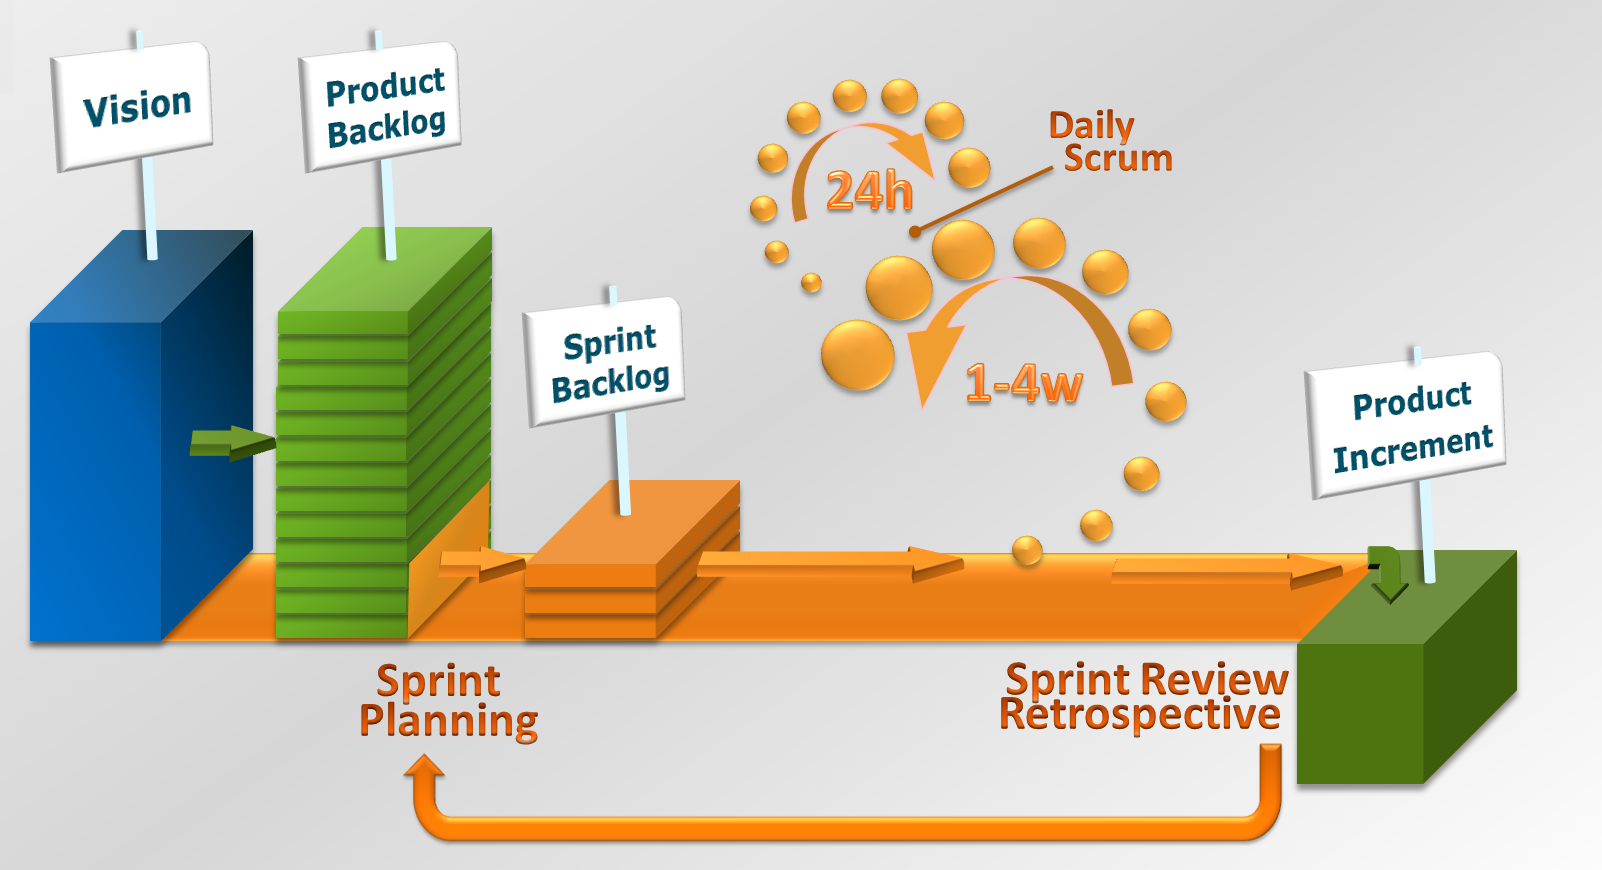 Vision
Product
Backlog
Sprint
Backlog
24h
Daily
Scrum
1-4w
Product
Increment
Sprint
Planning
Sprint Review
Retrospective